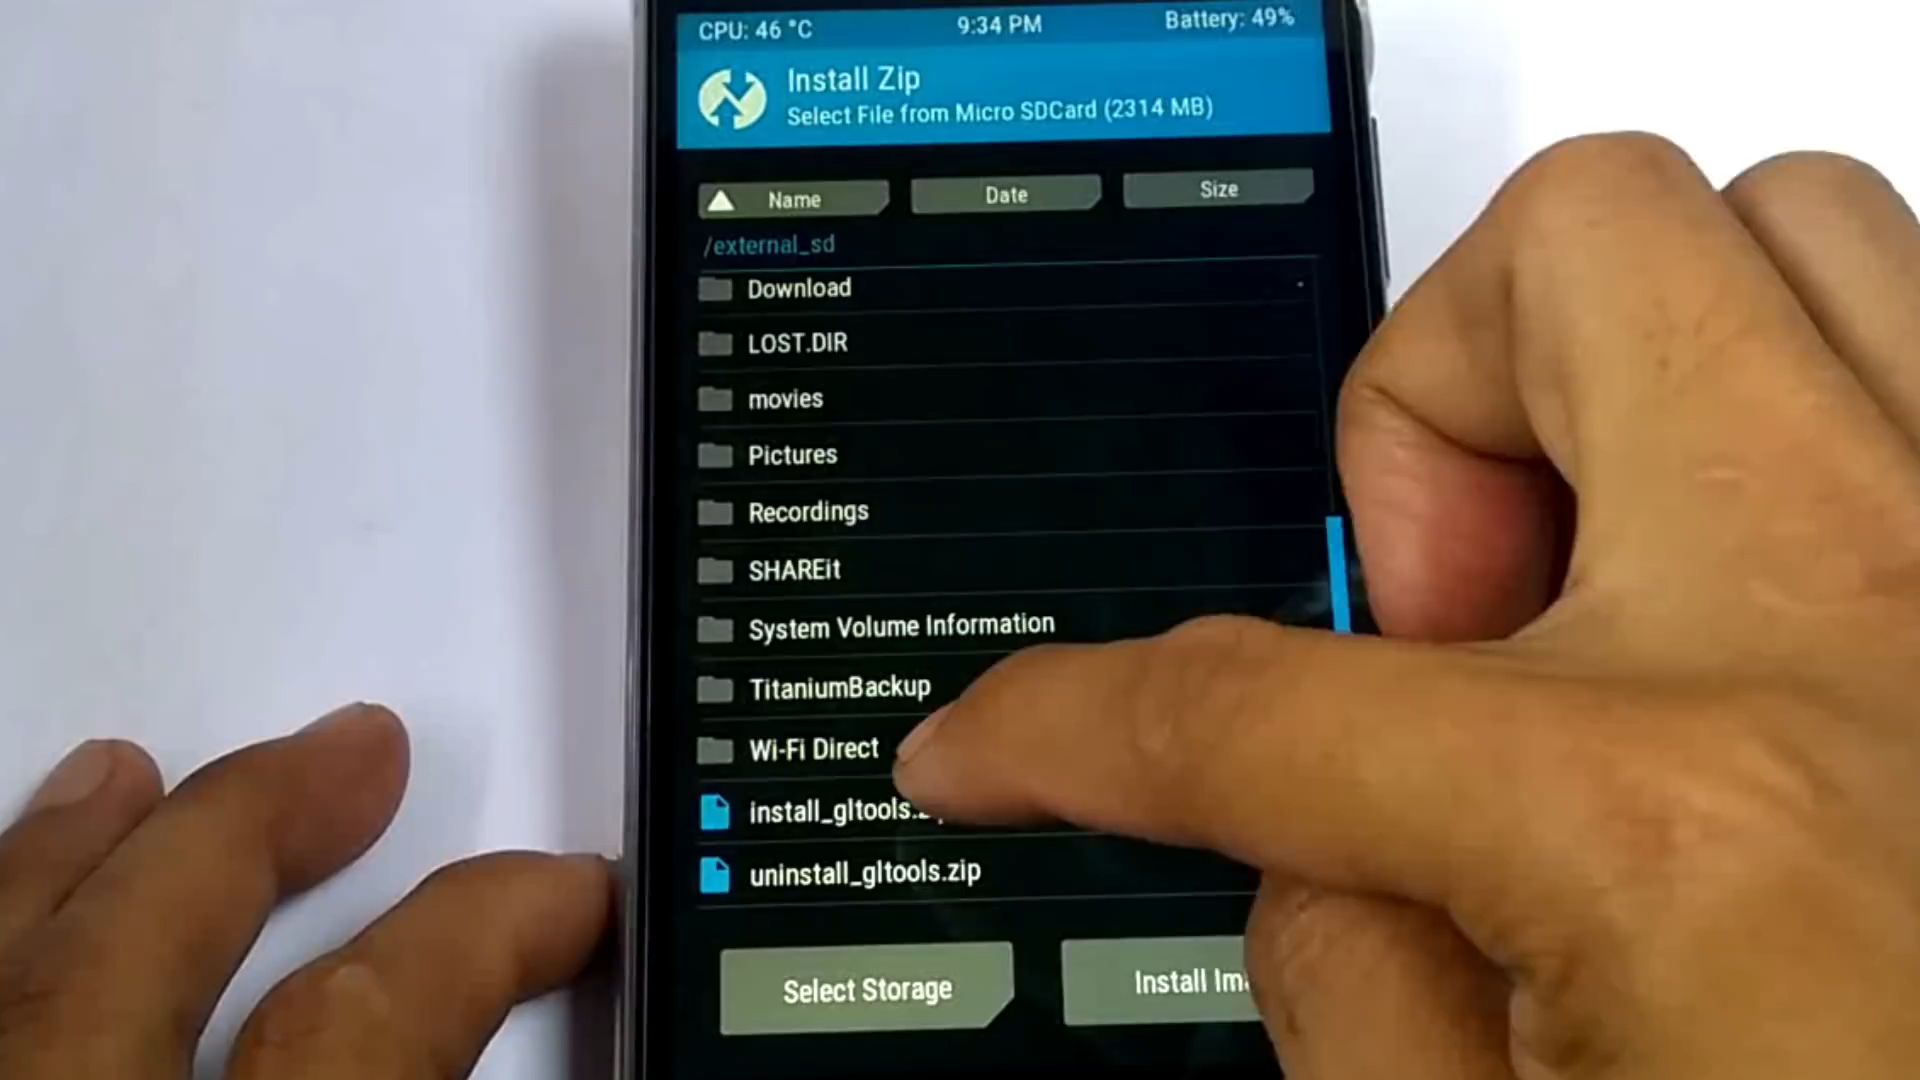 CPU: 46 °C 9:34 PM Battery: 49%
Install Zip
Select File from Micro SDCard (2314 MB)
Name Date Size
/external_sd
Download
LOST.DIR
movies
Pictures
Recordings
SHAREit
System Volume Information
TitaniumBackup
Wi-Fi Direct
install_gltools.
uninstall_gltools.zip
Select Storage Install